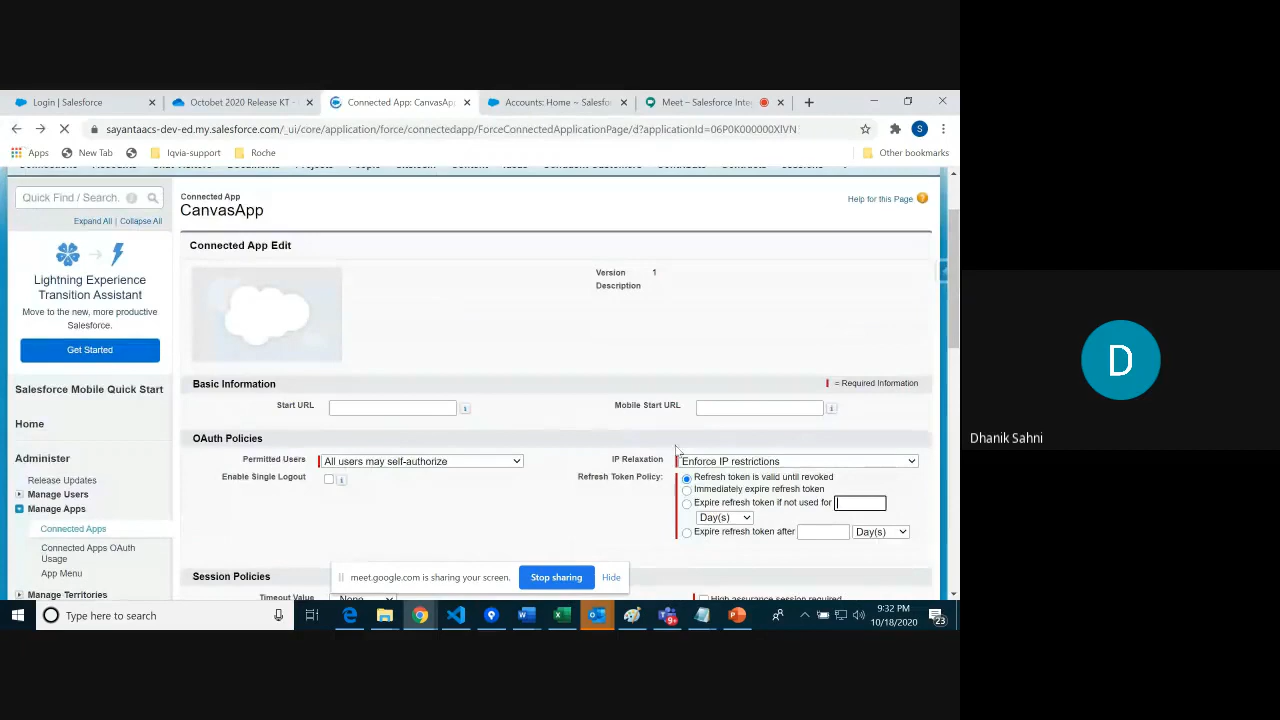 Login | Salesforce
Octobet 2020 Release KT -
Connected App: CanvasApp
Accounts: Home ~ Salesfo
Meet – Salesforce Inte
sayantaacs-dev-ed.my.salesforce.com/_ui/core/application/force/connectedapp/ForceConnectedApplicationPage/d?applicationId=06P0K000000XlVN
S
Apps
New Tab
Iqvia-support
Roche
Other bookmarks
Quick Find / Search.
Expand All | Collapse All
Lightning Experience
Transition Assistant
Move to the new, more productive
Salesforce.
Get Started
Salesforce Mobile Quick Start
Home
Administer
Release Updates
Manage Users
Manage Apps
Connected Apps
Connected Apps OAuth
Usage
App Menu
Manage Territories
Connected App
CanvasApp
Help for this Page
Connected App Edit
Version 1
Description
Basic Information
= Required Information
Start URL
Mobile Start URL
OAuth Policies
Permitted Users All users may self-authorize
IP Relaxation Enforce IP restrictions
Enable Single Logout
Refresh Token Policy: Refresh token is valid until revoked
Immediately expire refresh token
Expire refresh token if not used for
Day(s)
Expire refresh token after Day(s)
Session Policies
Timeout Value
High assurance session required
meet.google.com is sharing your screen. Stop sharing Hide
Type here to search
9:32 PM
10/18/2020
23
D
Dhanik Sahni